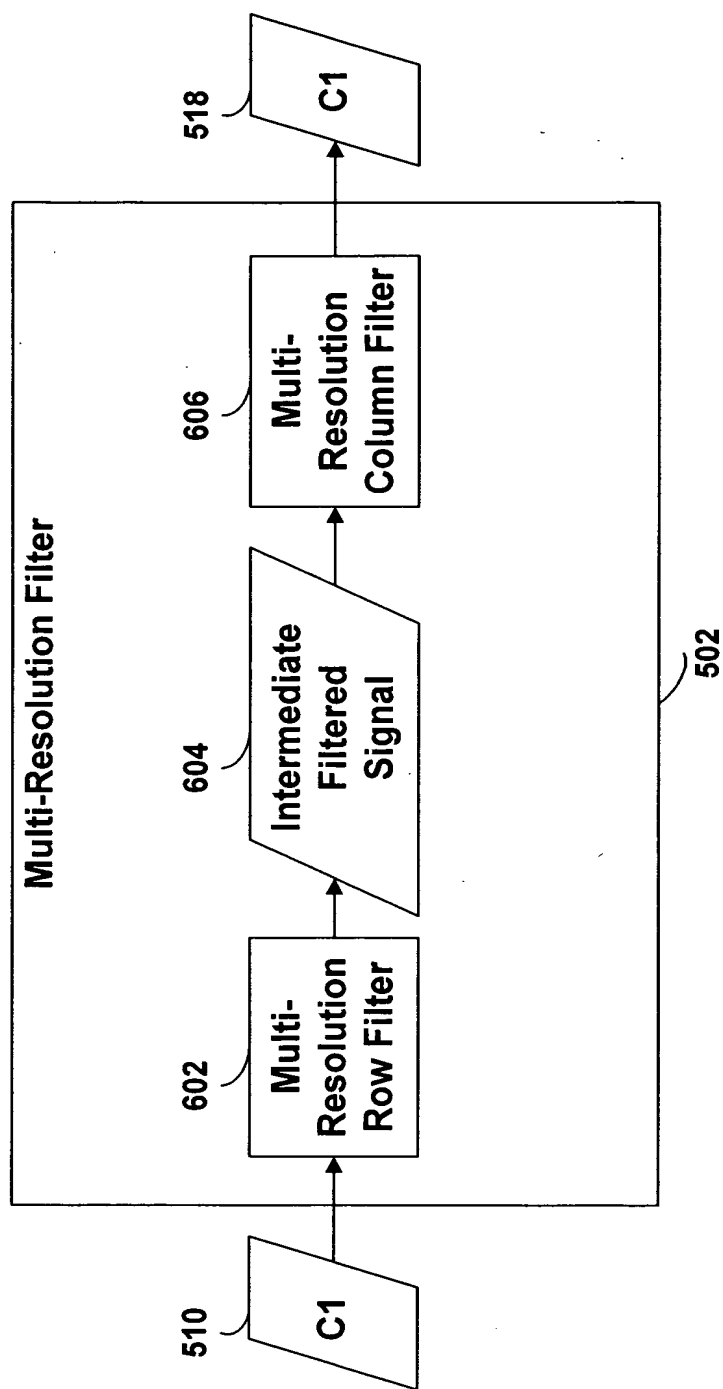 Multi-Resolution Filter
510
C1
602
Multi-
Resolution
Row Filter
604
Intermediate
Filtered
Signal
606
Multi-
Resolution
Column Filter
518
C1
502